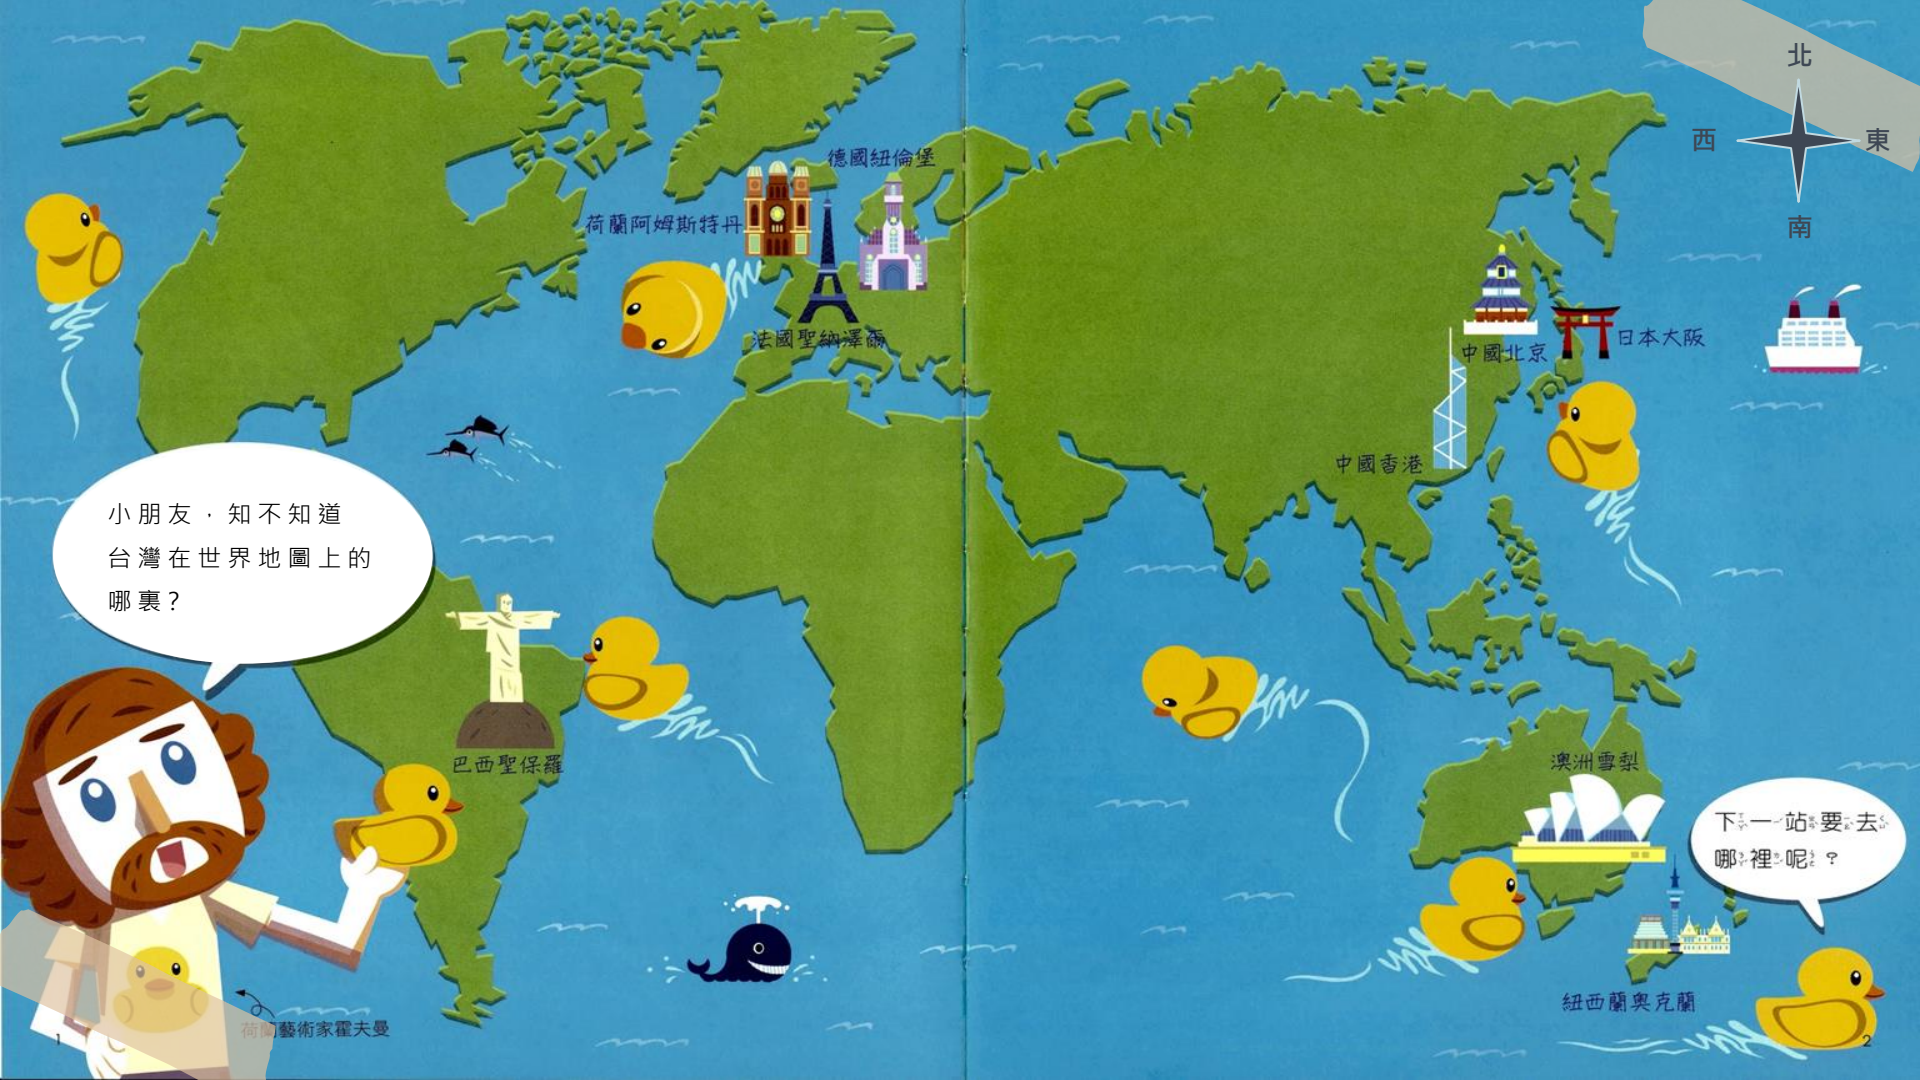 北
西
東
南
德國紐倫堡
荷蘭阿姆斯特丹
法國聖納澤爾
中國北京
日本大阪
中國香港
小朋友，知不知道
台灣在世界地圖上的
哪裏？
巴西聖保羅
澳洲雪梨
下一站要去
哪裡呢？
紐西蘭奧克蘭
荷蘭藝術家霍夫曼
1
2